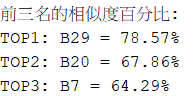 前三名的相似度百分比:
TOP1: B29 = 78.57%
TOP2: B20 = 67.86%
TOP3: B7 = 64.29%